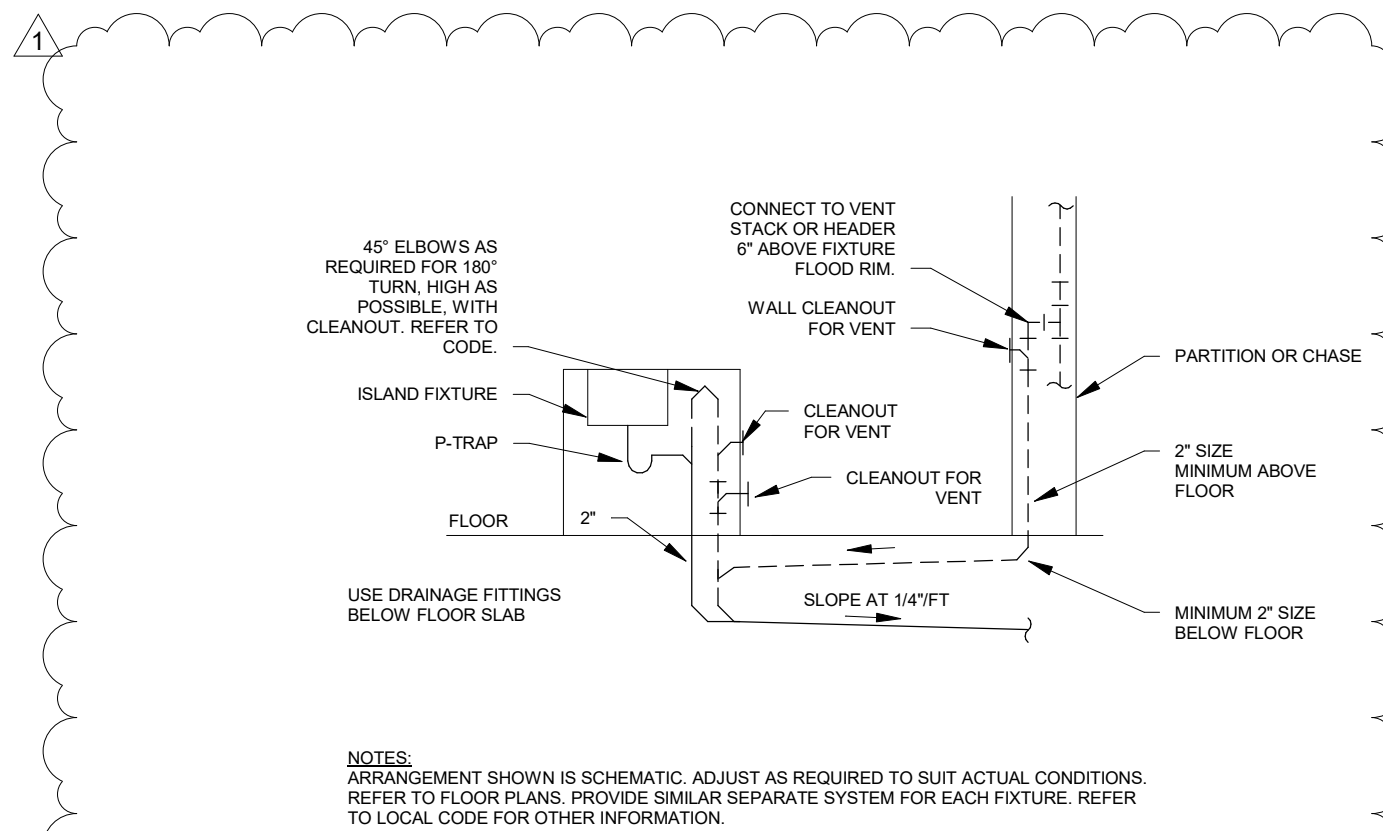 1
CONNECT TO VENT
STACK OR HEADER
6" ABOVE FIXTURE
FLOOD RIM.
45° ELBOWS AS
REQUIRED FOR 180°
TURN, HIGH AS
POSSIBLE, WITH
CLEANOUT. REFER TO
CODE.
WALL CLEANOUT
FOR VENT
PARTITION OR CHASE
ISLAND FIXTURE
CLEANOUT
FOR VENT
P-TRAP
2" SIZE
MINIMUM ABOVE
FLOOR
CLEANOUT FOR
VENT
FLOOR
2"
USE DRAINAGE FITTINGS
BELOW FLOOR SLAB
SLOPE AT 1/4"/FT
MINIMUM 2" SIZE
BELOW FLOOR
NOTES:
ARRANGEMENT SHOWN IS SCHEMATIC. ADJUST AS REQUIRED TO SUIT ACTUAL CONDITIONS.
REFER TO FLOOR PLANS. PROVIDE SIMILAR SEPARATE SYSTEM FOR EACH FIXTURE. REFER
TO LOCAL CODE FOR OTHER INFORMATION.